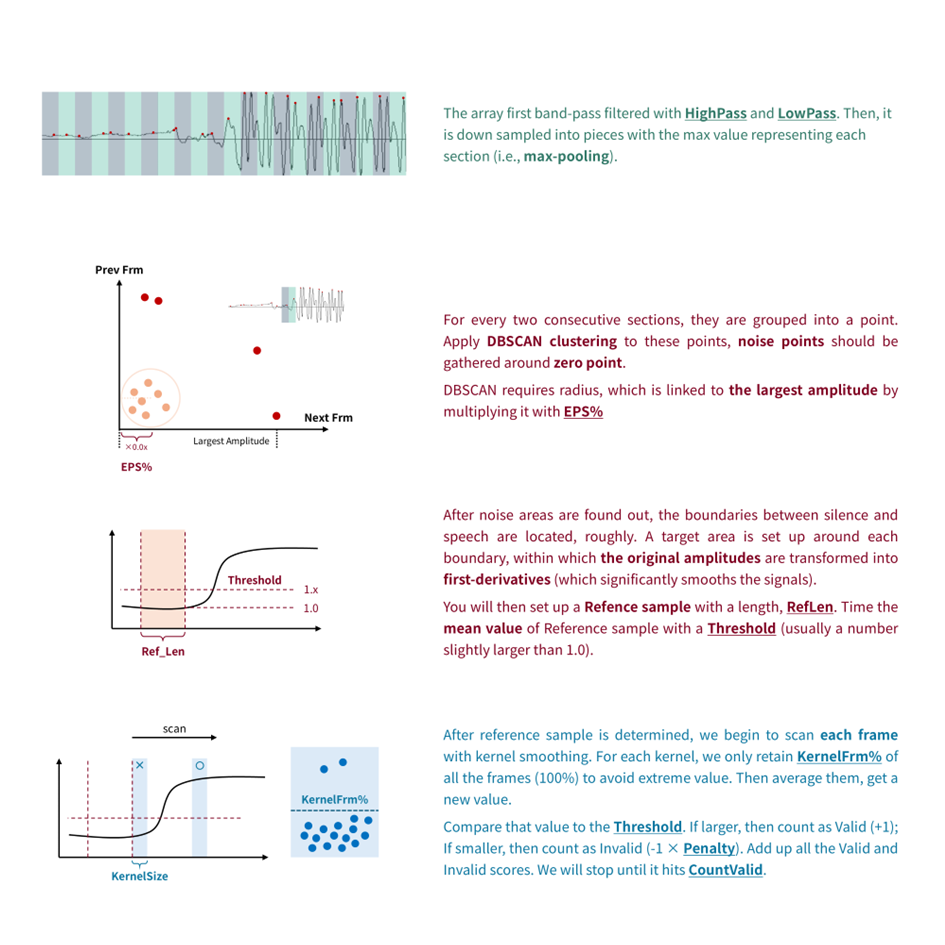 The array first band-pass filtered with HighPass and LowPass. Then, it
is down sampled into pieces with the max value representing each
section (i.e., max-pooling).
Prev Frm
Next Frm
Largest Amplitude
×0.0x
EPS%
For every two consecutive sections, they are grouped into a point.
Apply DBSCAN clustering to these points, noise points should be
gathered around zero point.
DBSCAN requires radius, which is linked to the largest amplitude by
multiplying it with EPS%
Threshold
1.x
1.0
Ref_Len
After noise areas are found out, the boundaries between silence and
speech are located, roughly. A target area is set up around each
boundary, within which the original amplitudes are transformed into
first-derivatives (which significantly smooths the signals).
You will then set up a Refence sample with a length, RefLen. Time the
mean value of Reference sample with a Threshold (usually a number
slightly larger than 1.0).
scan
KernelFrm%
KernelSize
After reference sample is determined, we begin to scan each frame
with kernel smoothing. For each kernel, we only retain KernelFrm% of
all the frames (100%) to avoid extreme value. Then average them, get a
new value.
Compare that value to the Threshold. If larger, then count as Valid (+1);
If smaller, then count as Invalid (-1 × Penalty). Add up all the Valid and
Invalid scores. We will stop until it hits CountValid.